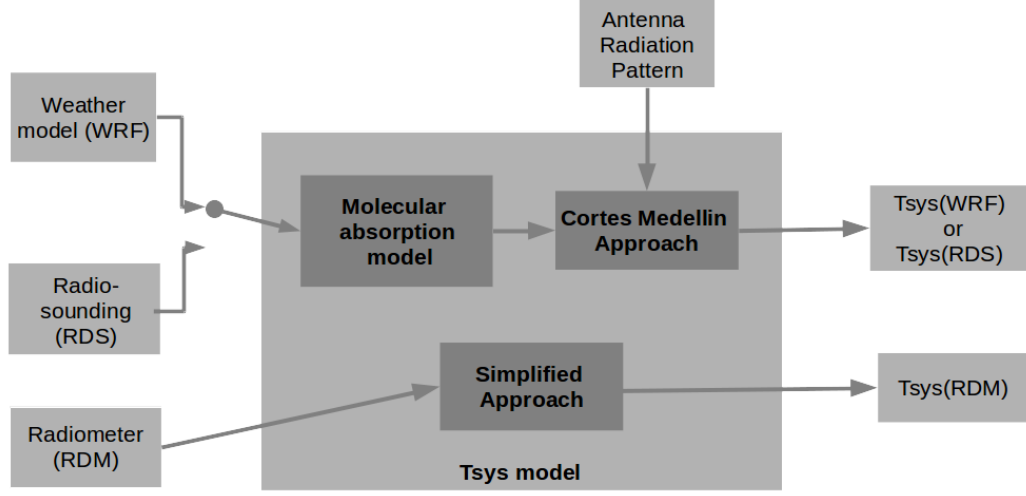 Antenna
Radiation
Pattern
Weather
model (WRF)
Molecular
absorption
model
Cortes Medellin
Approach
Tsys(WRF)
or
Tsys(RDS)
Radio-
sounding
(RDS)
Simplified
Approach
Tsys(RDM)
Radiometer
(RDM)
Tsys model